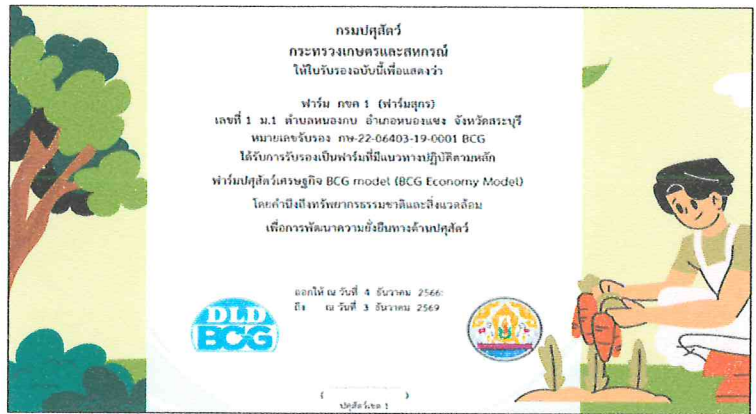 กรมปศุสัตว์
กระทรวงเกษตรและสหกรณ์
ให้ใบรับรองฉบับนี้เพื่อแสดงว่า
ฟาร์ม กขค 1 (ฟาร์มสุกร)
เลขที่ 1 ม.1 ตำบลหนองกบ อำเภอหนองแซง จังหวัดสระบุรี
หมายเลขรับรอง กษ-22-06403-19-0001 BCG
ได้รับการรับรองเป็นฟาร์มที่มีแนวทางปฏิบัติตามหลัก
ฟาร์มปศุสัตว์เศรษฐกิจ BCG model (BCG Economy Model)
โดยคำนึงถึงทรัพยากรธรรมชาติและสิ่งแวดล้อม
เพื่อการพัฒนาความยั่งยืนทางด้านปศุสัตว์
ออกให้ ณ วันที่ 4 ธันวาคม 2566
ถึง ณ วันที่ 3 ธันวาคม 2569
DLD
BCG
( )
ปศุสัตว์เขต 1